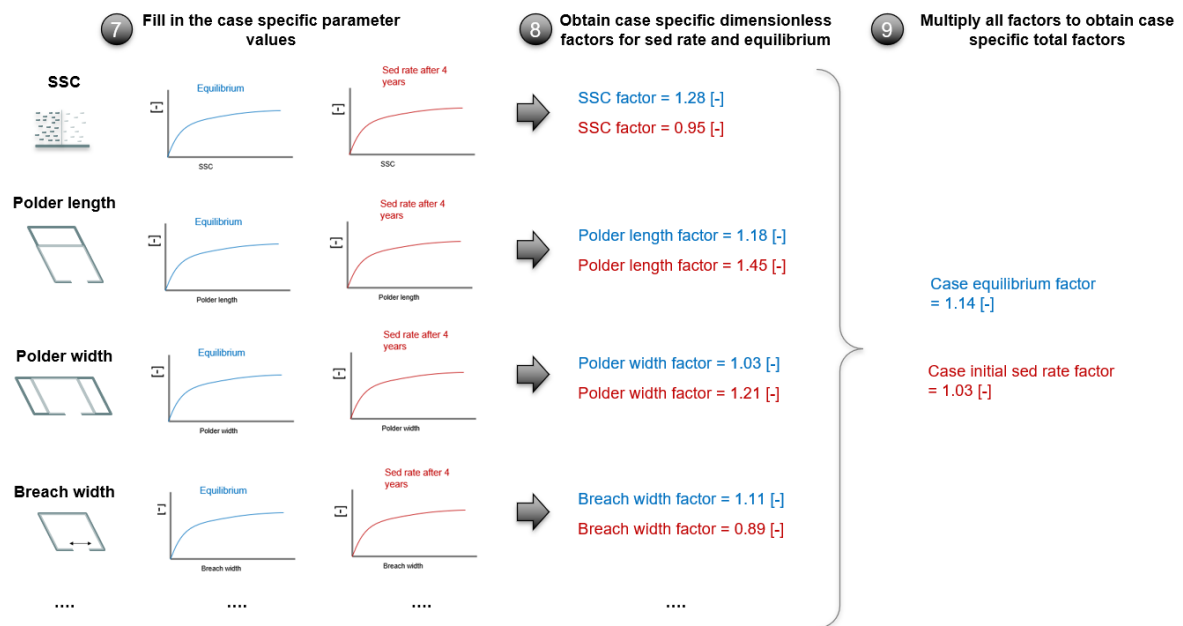 7
Fill in the case specific parameter
values
8
Obtain case specific dimensionless
factors for sed rate and equilibrium
9
Multiply all factors to obtain case
specific total factors
SSC
[-]
Equilibrium
SSC
[-]
Sed rate after 4
years
SSC
SSC factor = 1.28 [-]
SSC factor = 0.95 [-]
Polder length
[-]
Equilibrium
Polder length
[-]
Sed rate after 4
years
Polder length
Polder length factor = 1.18 [-]
Polder length factor = 1.45 [-]
Case equilibrium factor
= 1.14 [-]
Case initial sed rate factor
= 1.03 [-]
Polder width
[-]
Equilibrium
Polder width
[-]
Sed rate after 4
years
Polder width
Polder width factor = 1.03 [-]
Polder width factor = 1.21 [-]
Breach width
[-]
Equilibrium
Breach width
[-]
Sed rate after 4
years
Breach width
Breach width factor = 1.11 [-]
Breach width factor = 0.89 [-]
....
....
....
....